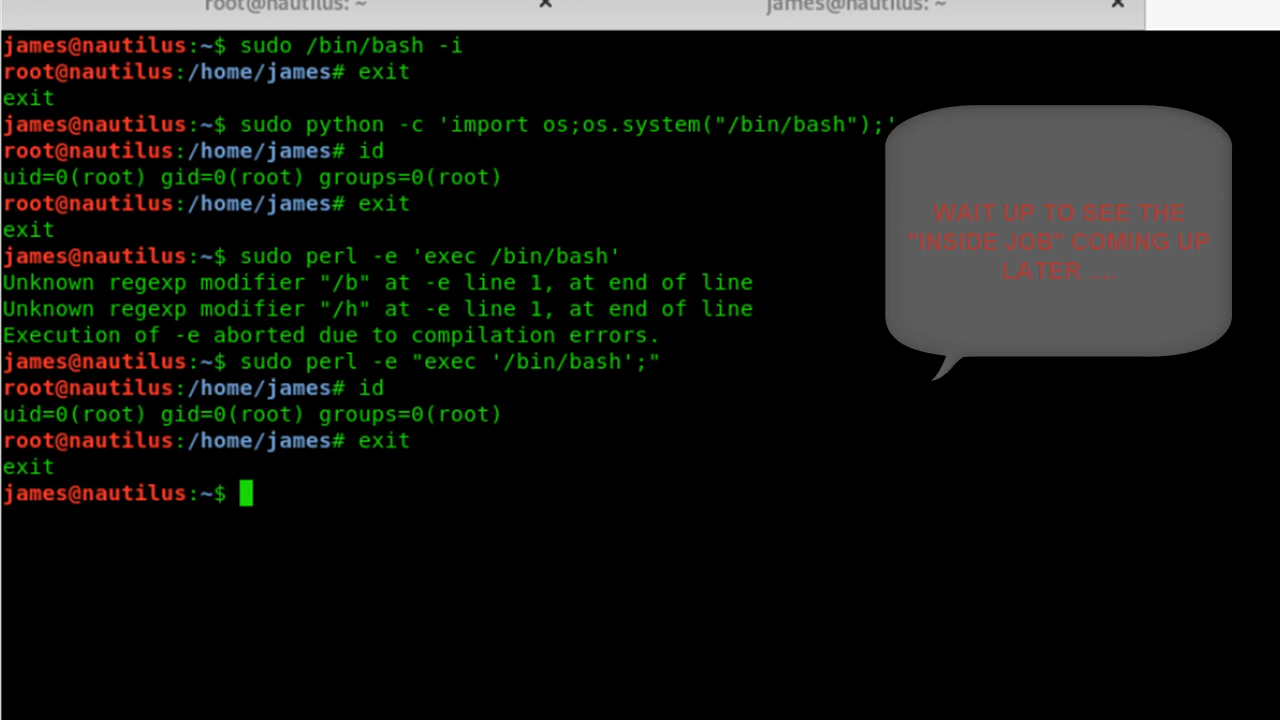 root@nautilus: ~ × james@nautilus: ~ ×
james@nautilus:~$ sudo /bin/bash -i
root@nautilus:/home/james# exit
exit
james@nautilus:~$ sudo python -c 'import os;os.system("/bin/bash");'
root@nautilus:/home/james# id
uid=0(root) gid=0(root) groups=0(root)
root@nautilus:/home/james# exit
exit
james@nautilus:~$ sudo perl -e 'exec /bin/bash'
Unknown regexp modifier "/b" at -e line 1, at end of line
Unknown regexp modifier "/h" at -e line 1, at end of line
Execution of -e aborted due to compilation errors.
james@nautilus:~$ sudo perl -e "exec '/bin/bash';"
root@nautilus:/home/james# id
uid=0(root) gid=0(root) groups=0(root)
root@nautilus:/home/james# exit
exit
james@nautilus:~$
WAIT UP TO SEE THE
"INSIDE JOB" COMING UP
LATER ....